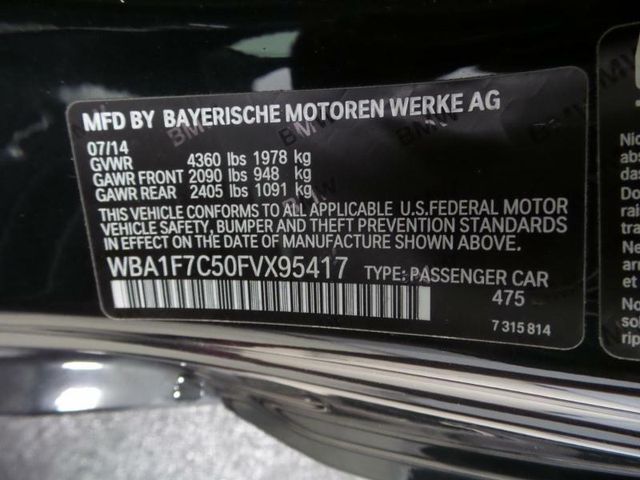 MFD BY BAYERISCHE MOTOREN WERKE AG
07/14
GVWR 4360 lbs 1978 kg
GAWR FRONT 2090 lbs 948 kg
GAWR REAR 2405 lbs 1091 kg
THIS VEHICLE CONFORMS TO ALL APPLICABLE U.S.FEDERAL MOTOR
VEHICLE SAFETY, BUMPER AND THEFT PREVENTION STANDARDS
IN EFFECT ON THE DATE OF MANUFACTURE SHOWN ABOVE.
WBA1F7C50FVX95417 TYPE: PASSENGER CAR
475
7 315 814